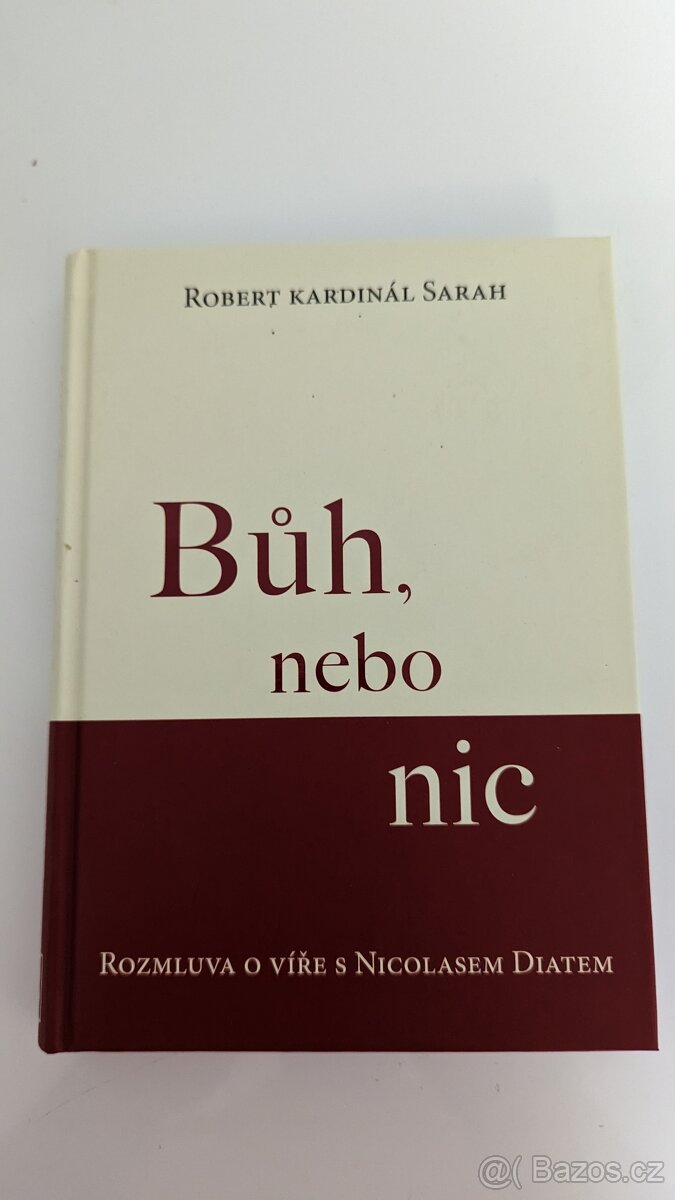 Robert kardinál Sarah
Bůh,
nebo
nic
Rozmluva o víře s Nicolasem Diatem
@( Bazos.cz